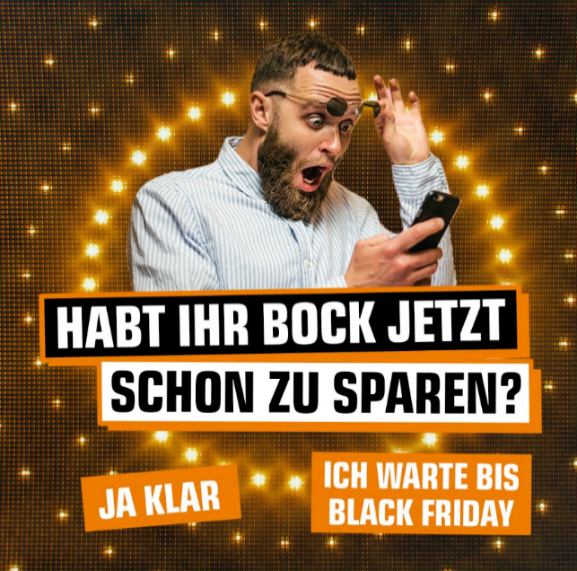 HABT IHR BOCK JETZT
SCHON ZU SPAREN?
JA KLAR
ICH WARTE BIS
BLACK FRIDAY